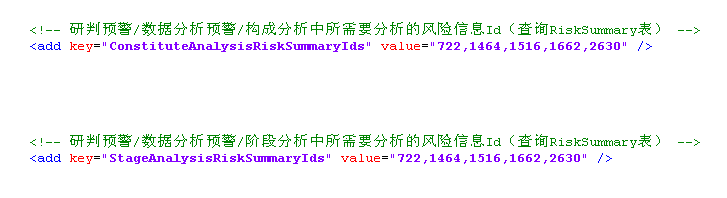 <!-- 研判预警/数据分析预警/构成分析中所需要分析的风险信息Id（查询RiskSummary表） -->
<add key="ConstituteAnalysisRiskSummaryIds" value="722,1464,1516,1662,2630" />
<!-- 研判预警/数据分析预警/阶段分析中所需要分析的风险信息Id（查询RiskSummary表） -->
<add key="StageAnalysisRiskSummaryIds" value="722,1464,1516,1662,2630" />